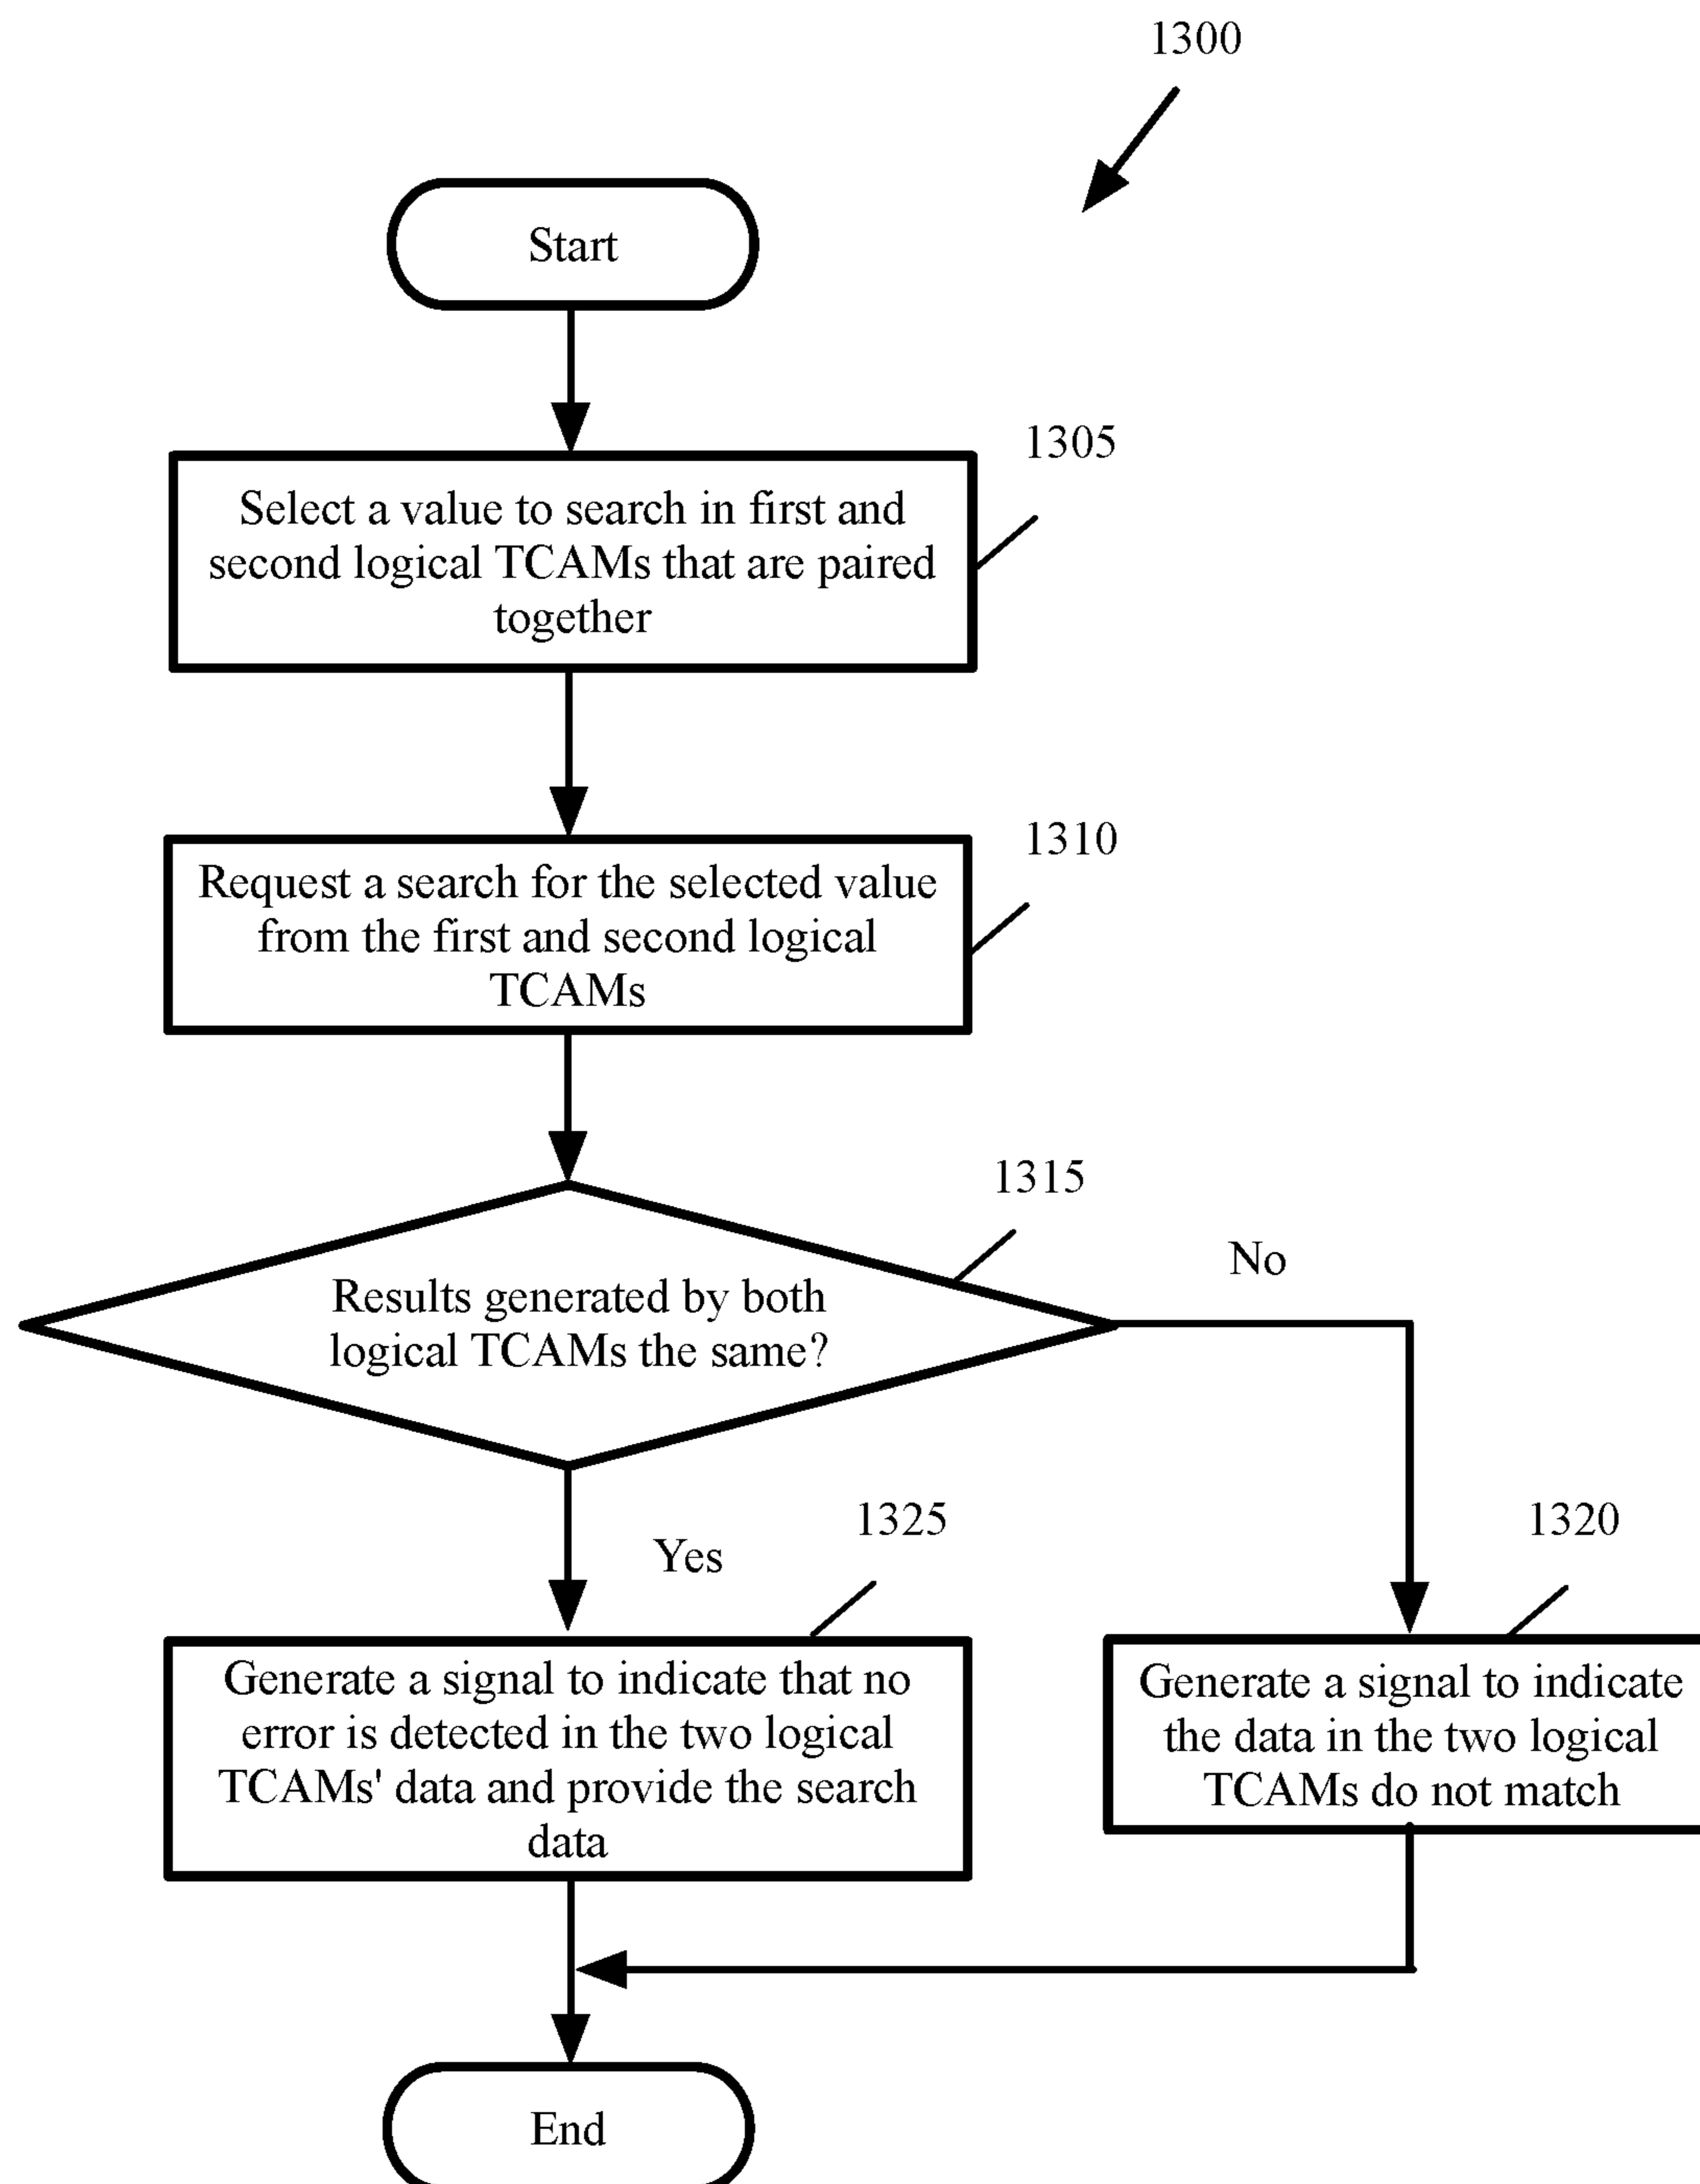 1300
Start
1305
Select a value to search in first and
second logical TCAMs that are paired
together
1310
Request a search for the selected value
from the first and second logical
TCAMs
1315
No
Results generated by both
logical TCAMs the same?
1325
1320
Yes
Generate a signal to indicate that no
error is detected in the two logical
TCAMs' data and provide the search
data
Generate a signal to indicate
the data in the two logical
TCAMs do not match
End